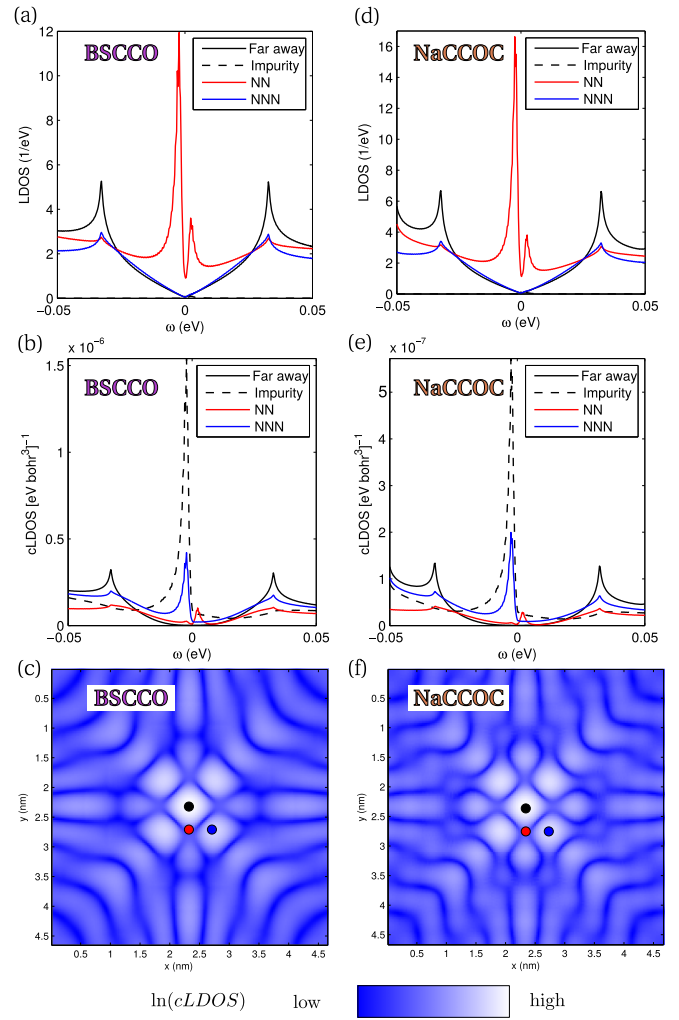 (a)
BSCCO
Far away
Impurity
NN
NNN
LDOS (1/eV)
12
10
8
6
4
2
0
−0.05
0
0.05
ω (eV)
(d)
NaCCOC
Far away
Impurity
NN
NNN
LDOS (1/eV)
16
14
12
10
8
6
4
2
0
−0.05
0
0.05
ω (eV)
(b)
x 10⁻⁶
BSCCO
Far away
Impurity
NN
NNN
cLDOS [eV bohr³]−¹
1.5
1
0.5
0
−0.05
0
0.05
ω (eV)
(e)
x 10⁻⁷
NaCCOC
Far away
Impurity
NN
NNN
cLDOS [eV bohr³]−¹
5
4
3
2
1
0
−0.05
0
0.05
ω (eV)
(c)
BSCCO
y (nm)
0.5
1
1.5
2
2.5
3
3.5
4
4.5
0.5 1 1.5 2 2.5 3 3.5 4 4.5
x (nm)
(f)
NaCCOC
y (nm)
0.5
1
1.5
2
2.5
3
3.5
4
4.5
0.5 1 1.5 2 2.5 3 3.5 4 4.5
x (nm)
ln(cLDOS) low high